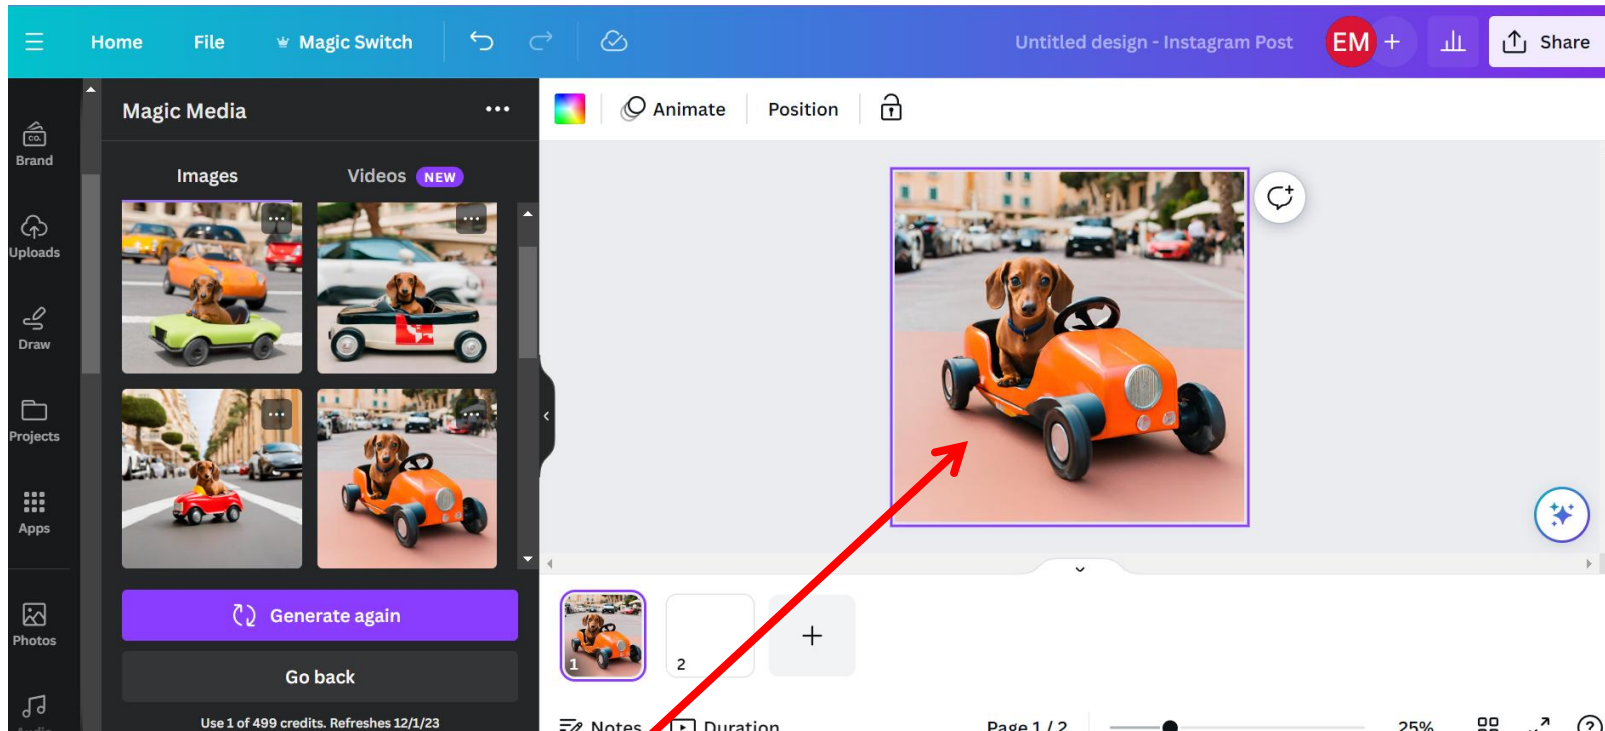 Home File Magic Switch Untitled design - Instagram Post EM + Share
Magic Media
Animate Position
CO.
Brand
Images Videos NEW
Uploads
Draw
Projects
Apps
Generate again
Photos
Go back
1 2 +
Use 1 of 499 credits. Refreshes 12/1/23
Audio
Notes Duration Page 1 / 2 25% ?